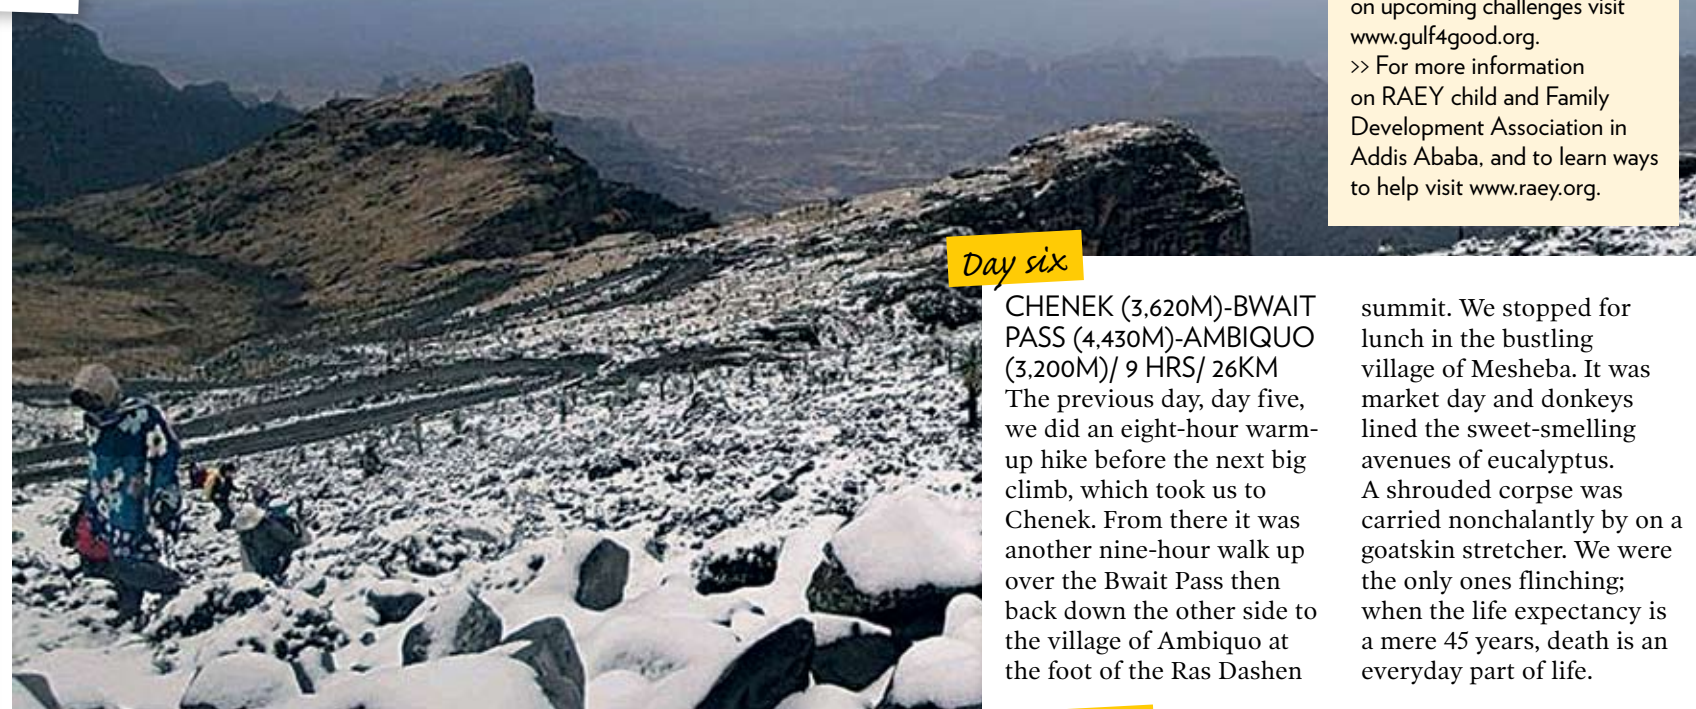 on upcoming challenges visit
www.gulf4good.org.
>> For more information
on RAEY child and Family
Development Association in
Addis Ababa, and to learn ways
to help visit www.raey.org.
Day six
CHENEK (3,620M)-BWAIT
PASS (4,430M)-AMBIQUO
(3,200M)/ 9 HRS/ 26KM
The previous day, day five,
we did an eight-hour warm-
up hike before the next big
climb, which took us to
Chenek. From there it was
another nine-hour walk up
over the Bwait Pass then
back down the other side to
the village of Ambiquo at
the foot of the Ras Dashen
summit. We stopped for
lunch in the bustling
village of Mesheba. It was
market day and donkeys
lined the sweet-smelling
avenues of eucalyptus.
A shrouded corpse was
carried nonchalantly by on a
goatskin stretcher. We were
the only ones flinching;
when the life expectancy is
a mere 45 years, death is an
everyday part of life.